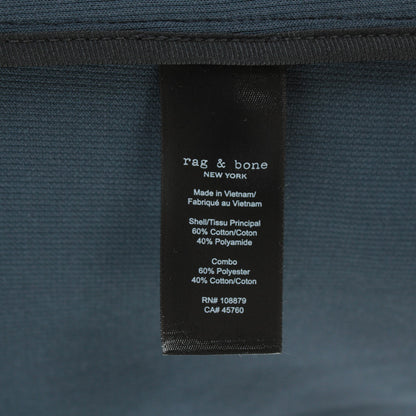 rag & bone
NEW YORK
Made in Vietnam/
Fabriqué au Vietnam
Shell/Tissu Principal
60% Cotton/Coton
40% Polyamide
Combo
60% Polyester
40% Cotton/Coton
RN# 108879
CA# 45760